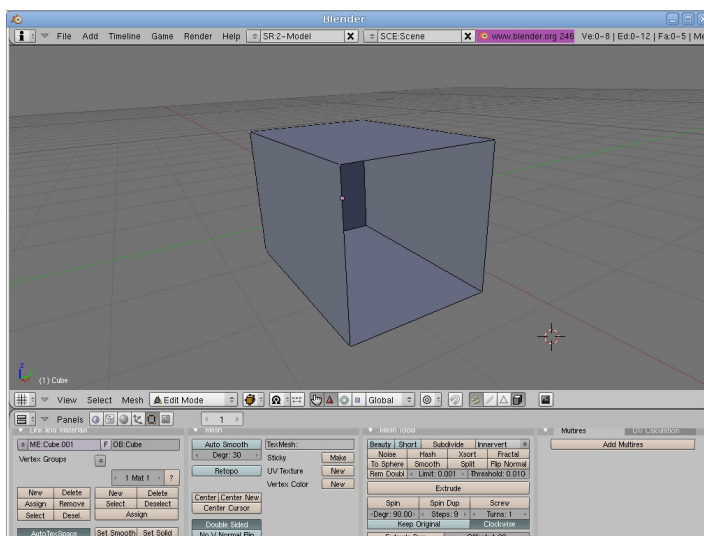 Blender
File Add Timeline Game Render Help SR:2-Model X SCE:Scene X www.blender.org 246 Ve:0-8 | Ed:0-12 | Fa:0-5 | Me
z
(1) Cube
View Select Mesh Edit Mode Global
Panels 1
Link and Materials Mesh Mesh Tools Multires UV Calculation
ME:Cube.001 F OB:Cube Auto Smooth TexMesh: Beauty Short Subdivide Innervert Add Multires
Vertex Groups Degr: 30 Sticky Make Noise Hash Xsort Fractal
1 Mat 1 ? Retopo UV Texture New To Sphere Smooth Split Flip Normal
Vertex Color New Rem Doubl Limit: 0.001 Threshold: 0.010
New Delete New Delete Center Center New Extrude
Assign Remove Select Deselect Center Cursor Spin Spin Dup Screw
Select Desel. Assign Degr: 90.00 Steps: 9 Turns: 1
Double Sided Keep Original Clockwise
AutoTexSpace Set Smooth Set Solid No V.Normal Flip